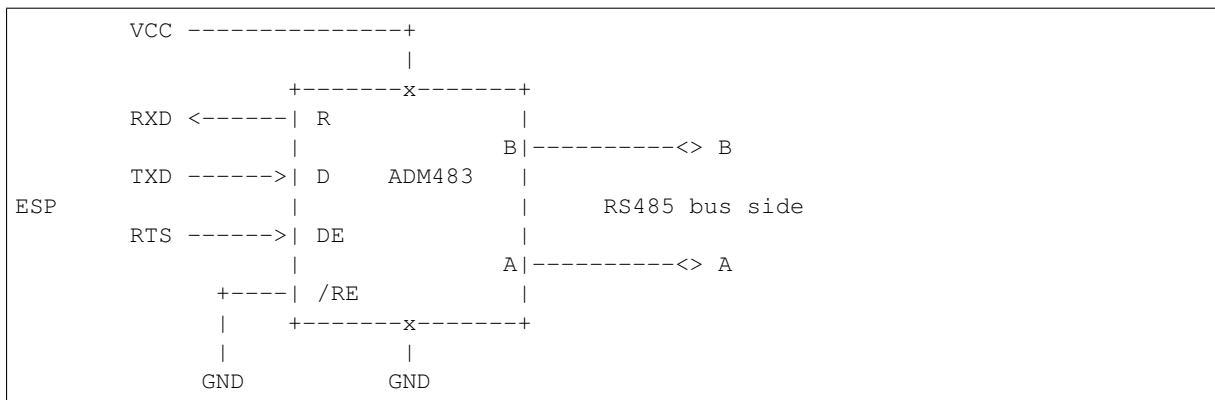 VCC ---------------+
|
+-------x-------+
RXD <------| R |
| B|----------<> B
TXD ------>| D ADM483 |
ESP | | RS485 bus side
RTS ------>| DE |
| A|----------<> A
+----| /RE |
| +-------x-------+
| |
GND GND